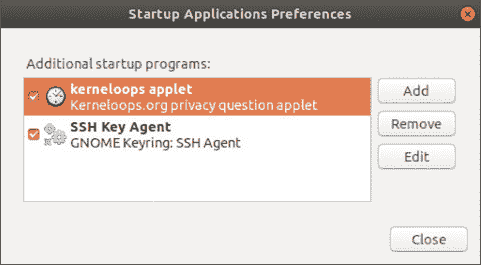 Startup Applications Preferences
Additional startup programs:
kerneloops applet
Kerneloops.org privacy question applet
SSH Key Agent
GNOME Keyring: SSH Agent
Add
Remove
Edit
Close